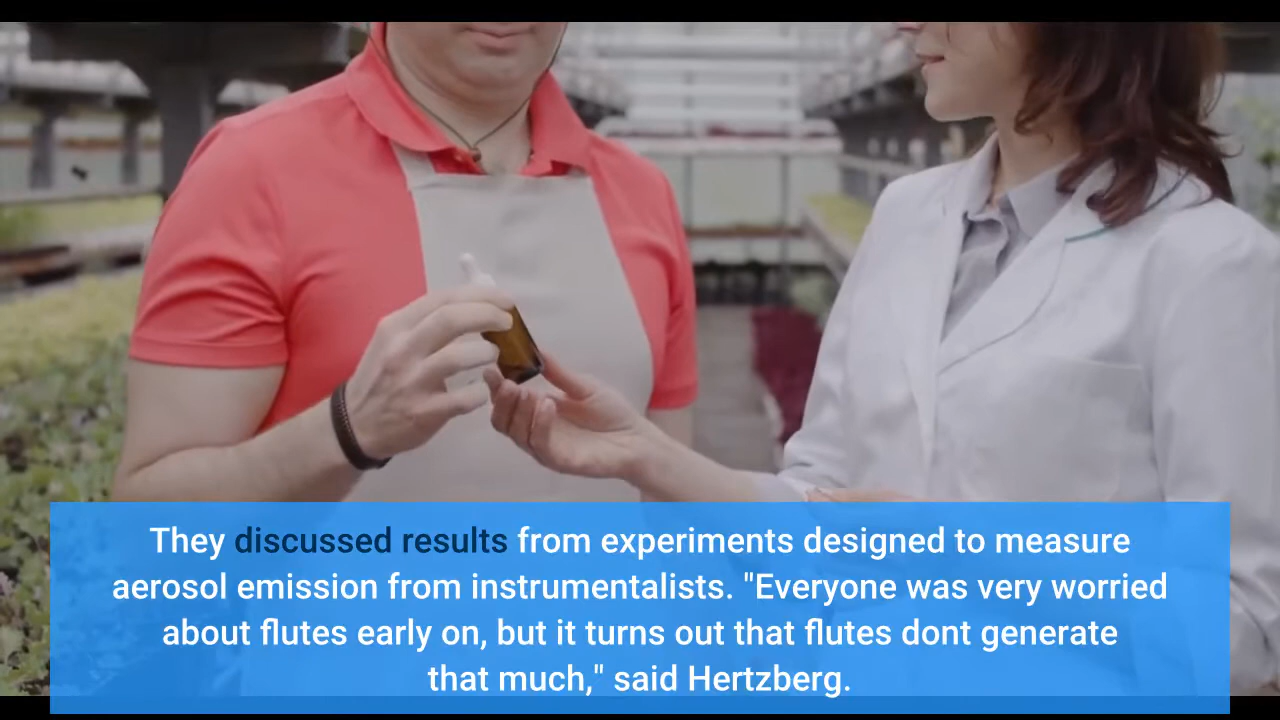 They discussed results from experiments designed to measure
aerosol emission from instrumentalists. "Everyone was very worried
about flutes early on, but it turns out that flutes dont generate
that much," said Hertzberg.